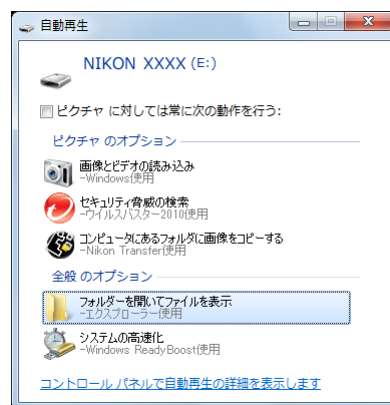 自動再生
NIKON XXXX (E:)
ピクチャ に対しては常に次の動作を行う:
ピクチャ のオプション
画像とビデオの読み込み
-Windows使用
セキュリティ脅威の検索
-ウイルスバスター2010使用
コンピュータにあるフォルダに画像をコピーする
-Nikon Transfer使用
全般 のオプション
フォルダーを開いてファイルを表示
-エクスプローラー使用
システムの高速化
-Windows ReadyBoost使用
コントロール パネルで自動再生の詳細を表示します